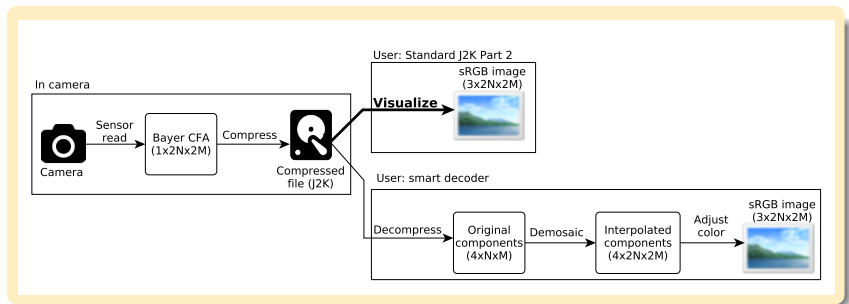 In camera
Sensor
read
Camera
Bayer CFA
(1x2Nx2M)
Compress
Compressed
file (J2K)
User: Standard J2K Part 2
Visualize
sRGB image
(3x2Nx2M)
User: smart decoder
Decompress
Original
components
(4xNxM)
Demosaic
Interpolated
components
(4x2Nx2M)
Adjust
color
sRGB image
(3x2Nx2M)